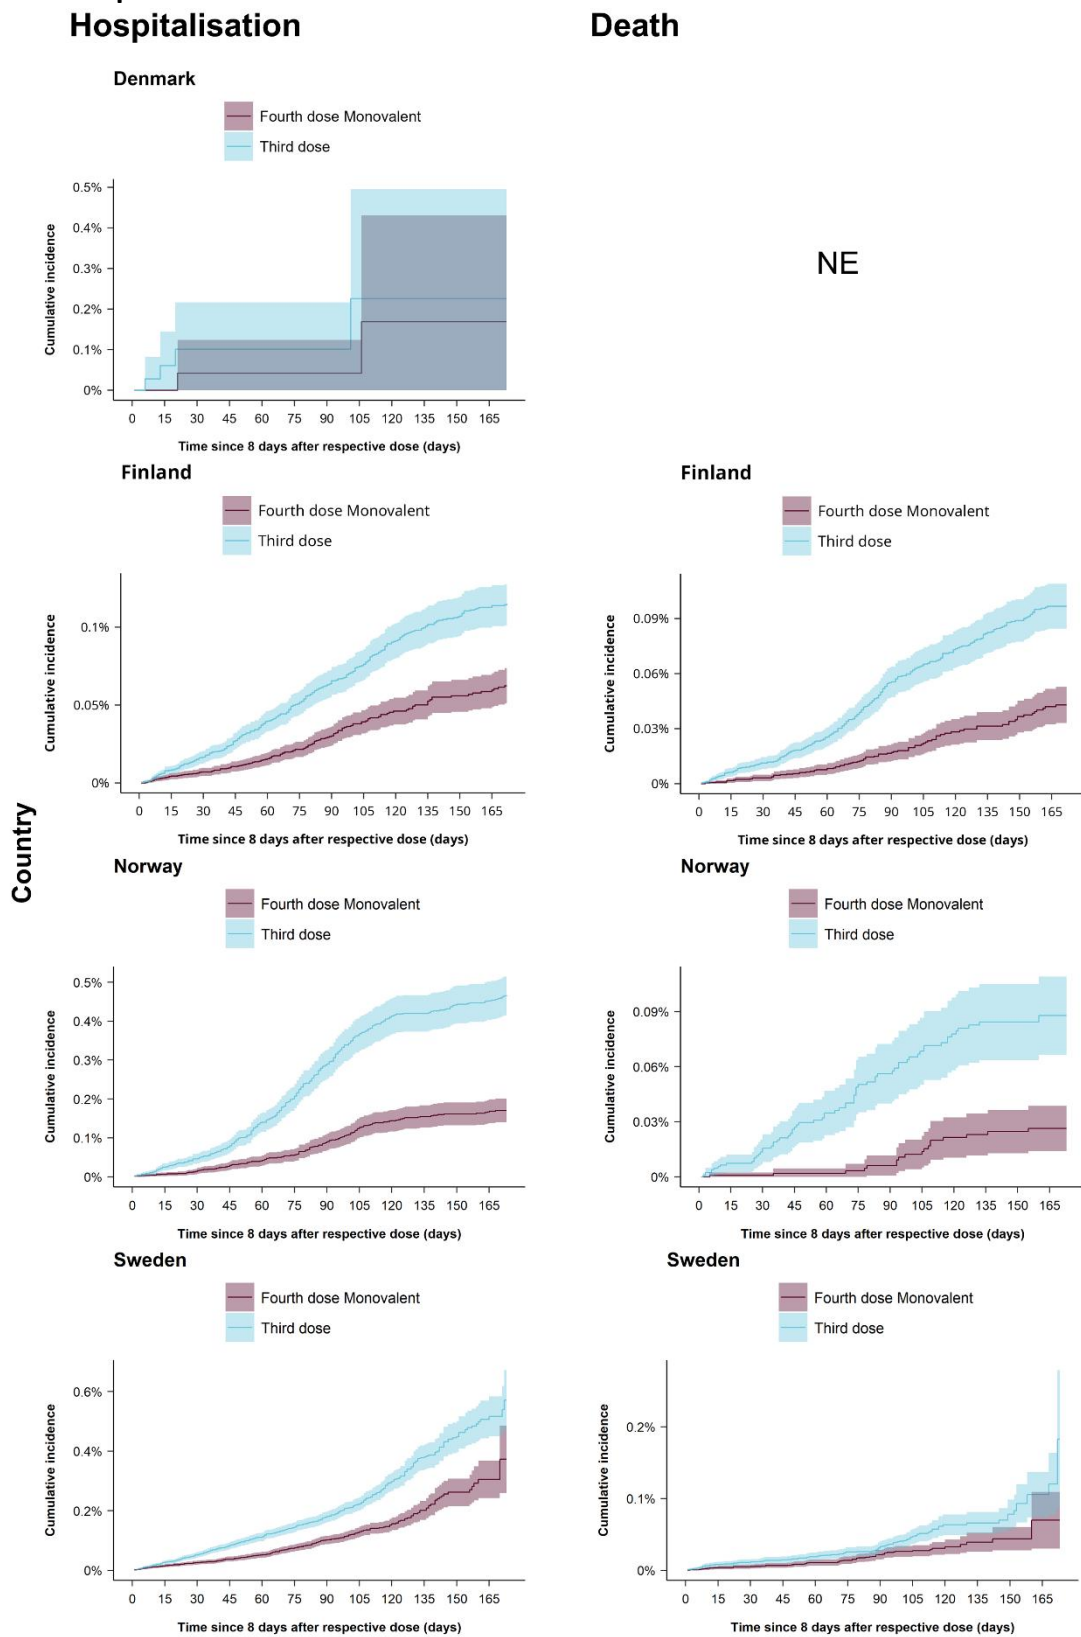 Hospitalisation
Death
Country
Denmark
Fourth dose Monovalent
Third dose
Cumulative incidence
0.5%
0.4%
0.3%
0.2%
0.1%
0%
0 15 30 45 60 75 90 105 120 135 150 165
Time since 8 days after respective dose (days)
NE
Finland
Fourth dose Monovalent
Third dose
Cumulative incidence
0.1%
0.05%
0%
0 15 30 45 60 75 90 105 120 135 150 165
Time since 8 days after respective dose (days)
Finland
Fourth dose Monovalent
Third dose
Cumulative incidence
0.09%
0.06%
0.03%
0%
0 15 30 45 60 75 90 105 120 135 150 165
Time since 8 days after respective dose (days)
Norway
Fourth dose Monovalent
Third dose
Cumulative incidence
0.5%
0.4%
0.3%
0.2%
0.1%
0%
0 15 30 45 60 75 90 105 120 135 150 165
Time since 8 days after respective dose (days)
Norway
Fourth dose Monovalent
Third dose
Cumulative incidence
0.09%
0.06%
0.03%
0%
0 15 30 45 60 75 90 105 120 135 150 165
Time since 8 days after respective dose (days)
Sweden
Fourth dose Monovalent
Third dose
Cumulative incidence
0.6%
0.4%
0.2%
0%
0 15 30 45 60 75 90 105 120 135 150 165
Time since 8 days after respective dose (days)
Sweden
Fourth dose Monovalent
Third dose
Cumulative incidence
0.2%
0.1%
0%
0 15 30 45 60 75 90 105 120 135 150 165
Time since 8 days after respective dose (days)